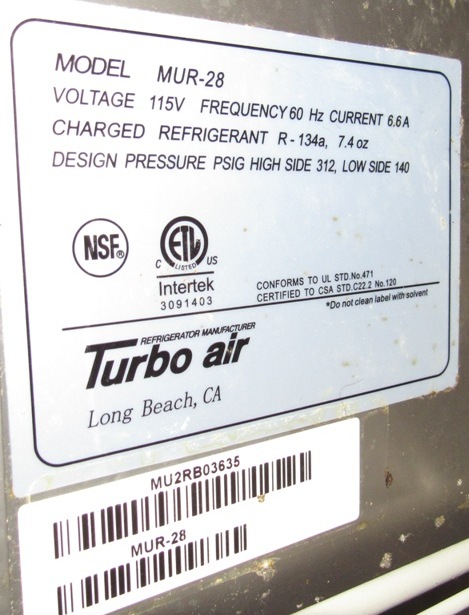 MODEL MUR-28
VOLTAGE 115V FREQUENCY 60 Hz CURRENT 6.6 A
CHARGED REFRIGERANT R-134a, 7.4 oz
DESIGN PRESSURE PSIG HIGH SIDE 312, LOW SIDE 140
NSF®
ETL
C LISTED US
Intertek
3091403
CONFORMS TO UL STD.No.471
CERTIFIED TO CSA STD.C22.2 No.120
*Do not clean label with solvent
REFRIGERATOR MANUFACTURER
Turbo air
Long Beach, CA
MU2RB03635
MUR-28